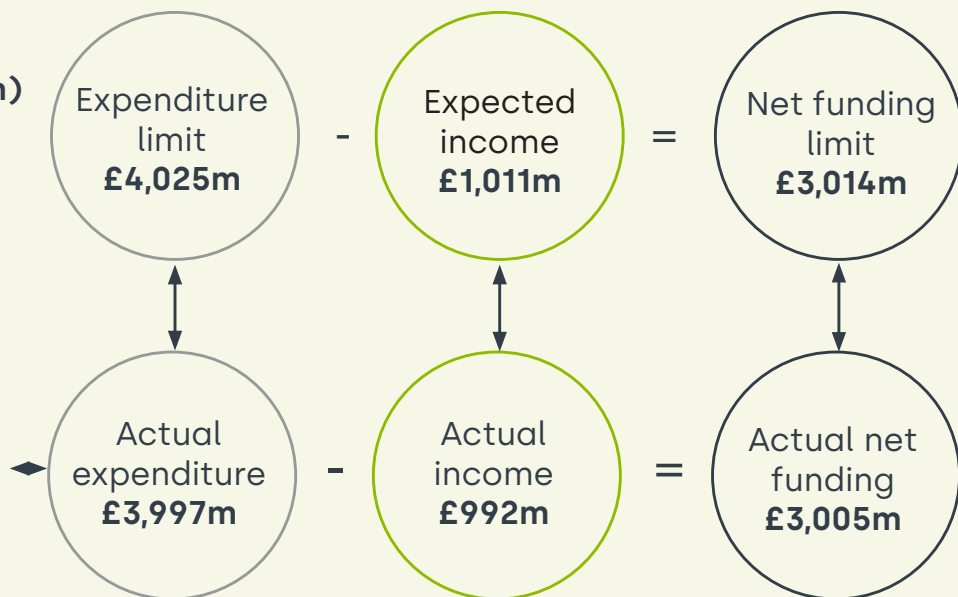 n)
Expenditure
limit
£4,025m
-
Expected
income
£1,011m
=
Net funding
limit
£3,014m
Actual
expenditure
£3,997m
-
Actual
income
£992m
=
Actual net
funding
£3,005m